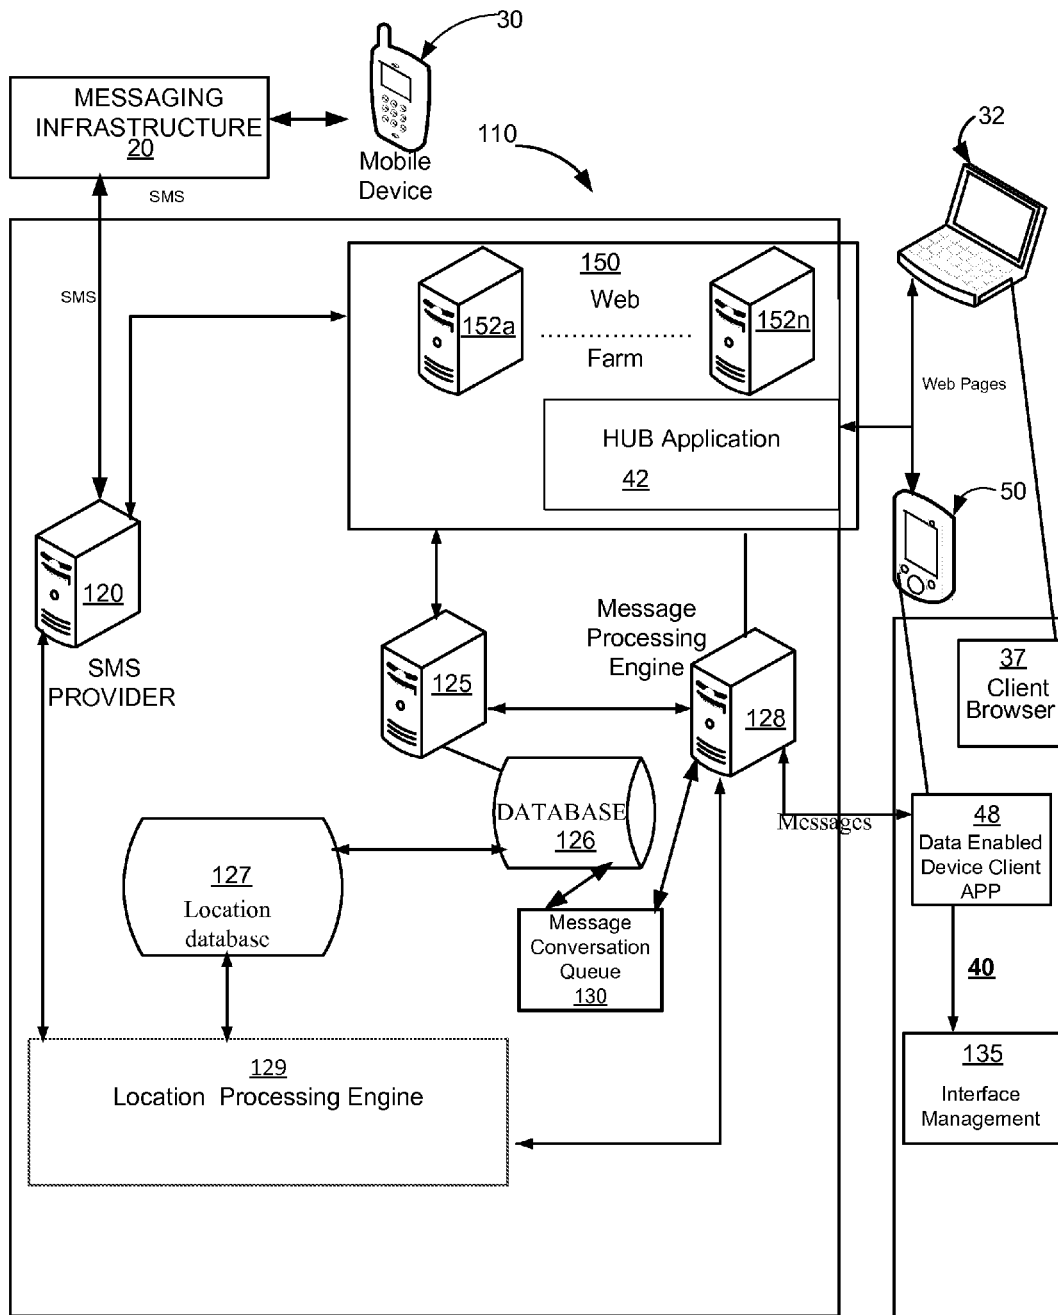 30
MESSAGING
INFRASTRUCTURE
20
Mobile
Device
110
32
SMS
SMS
150
Web
152a
152n
Farm
Web Pages
HUB Application
42
50
120
SMS
PROVIDER
Message
Processing
Engine
125
128
37
Client
Browser
DATABASE
126
Messages
48
Data Enabled
Device Client
APP
127
Location
database
Message
Conversation
Queue
130
40
129
Location Processing Engine
135
Interface
Management